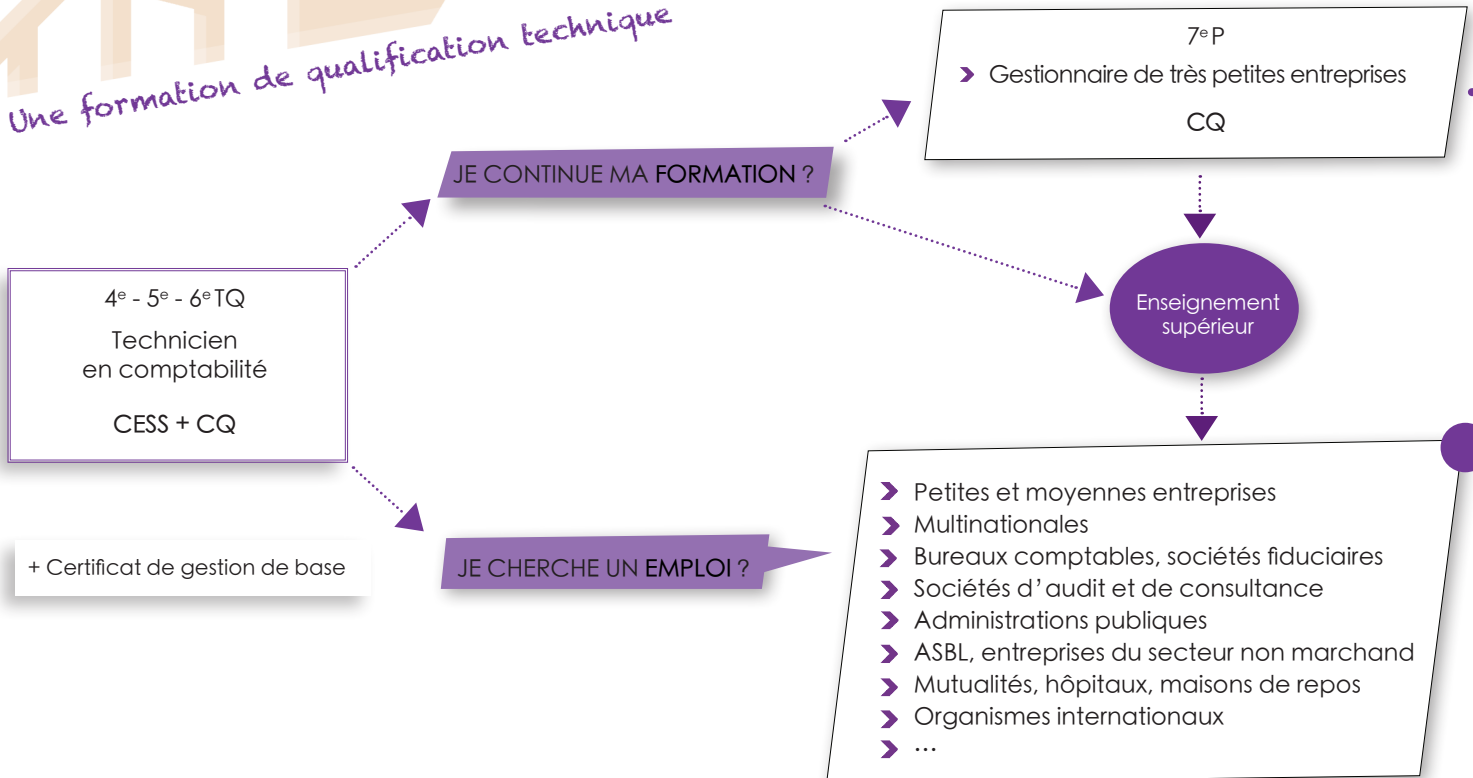 Une formation de qualification technique
7e P
Gestionnaire de très petites entreprises
CQ
JE CONTINUE MA FORMATION ?
4e - 5e - 6e TQ
Technicien
en comptabilité
CESS + CQ
Enseignement
supérieur
+ Certificat de gestion de base
JE CHERCHE UN EMPLOI ?
Petites et moyennes entreprises
Multinationales
Bureaux comptables, sociétés fiduciaires
Sociétés d'audit et de consultance
Administrations publiques
ASBL, entreprises du secteur non marchand
Mutualités, hôpitaux, maisons de repos
Organismes internationaux
...